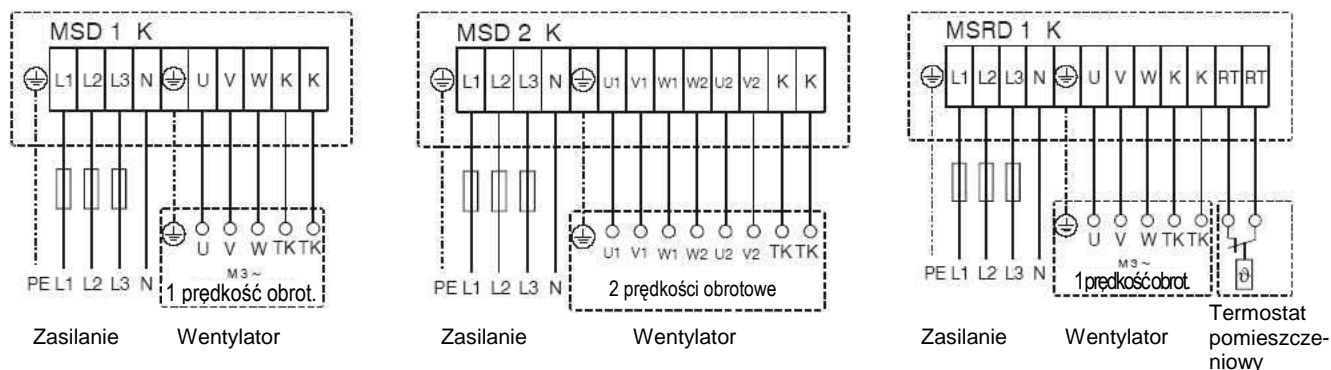 MSD 1 K
L1 L2 L3 N U V W K K
U V W TK TK
M 3 ~
1 prędkość obrot.
PE L1 L2 L3 N
Zasilanie Wentylator
MSD 2 K
L1 L2 L3 N U1 V1 W1 W2 U2 V2 K K
U1 V1 W1 W2 U2 V2 TK TK
2 prędkości obrotowe
PE L1 L2 L3 N
Zasilanie Wentylator
MSRD 1 K
L1 L2 L3 N U V W K K RT RT
U V W TK TK
M 3 ~
1 prędkość obrot.
ϑ
PE L1 L2 L3 N
Zasilanie Wentylator
Termostat
pomieszcze-
niowy